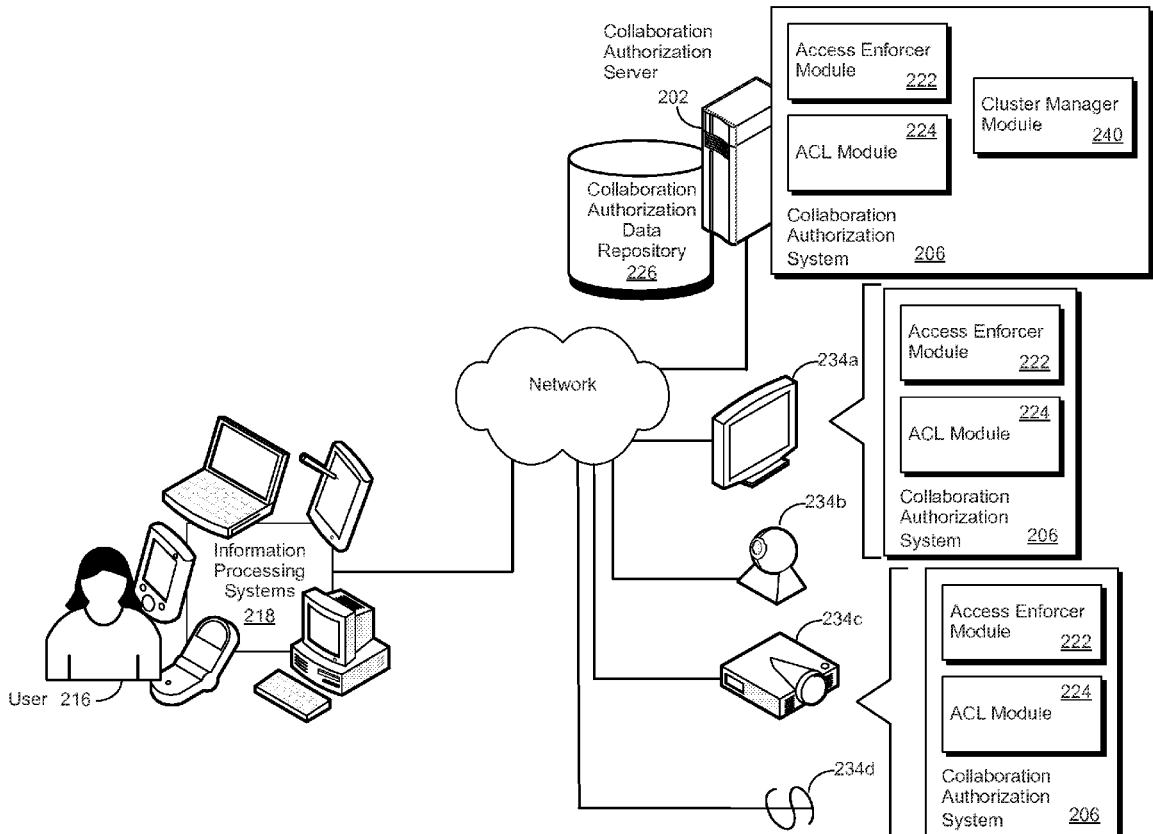 Collaboration
Authorization
Server
202
Access Enforcer
Module
222
224
ACL Module
Cluster Manager
Module
240
Collaboration
Authorization
System
206
Collaboration
Authorization
Data
Repository
226
Network
234a
Access Enforcer
Module
222
224
ACL Module
Collaboration
Authorization
System
206
234b
Information
Processing
Systems
218
User 216
234c
Access Enforcer
Module
222
224
ACL Module
Collaboration
Authorization
System
206
234d